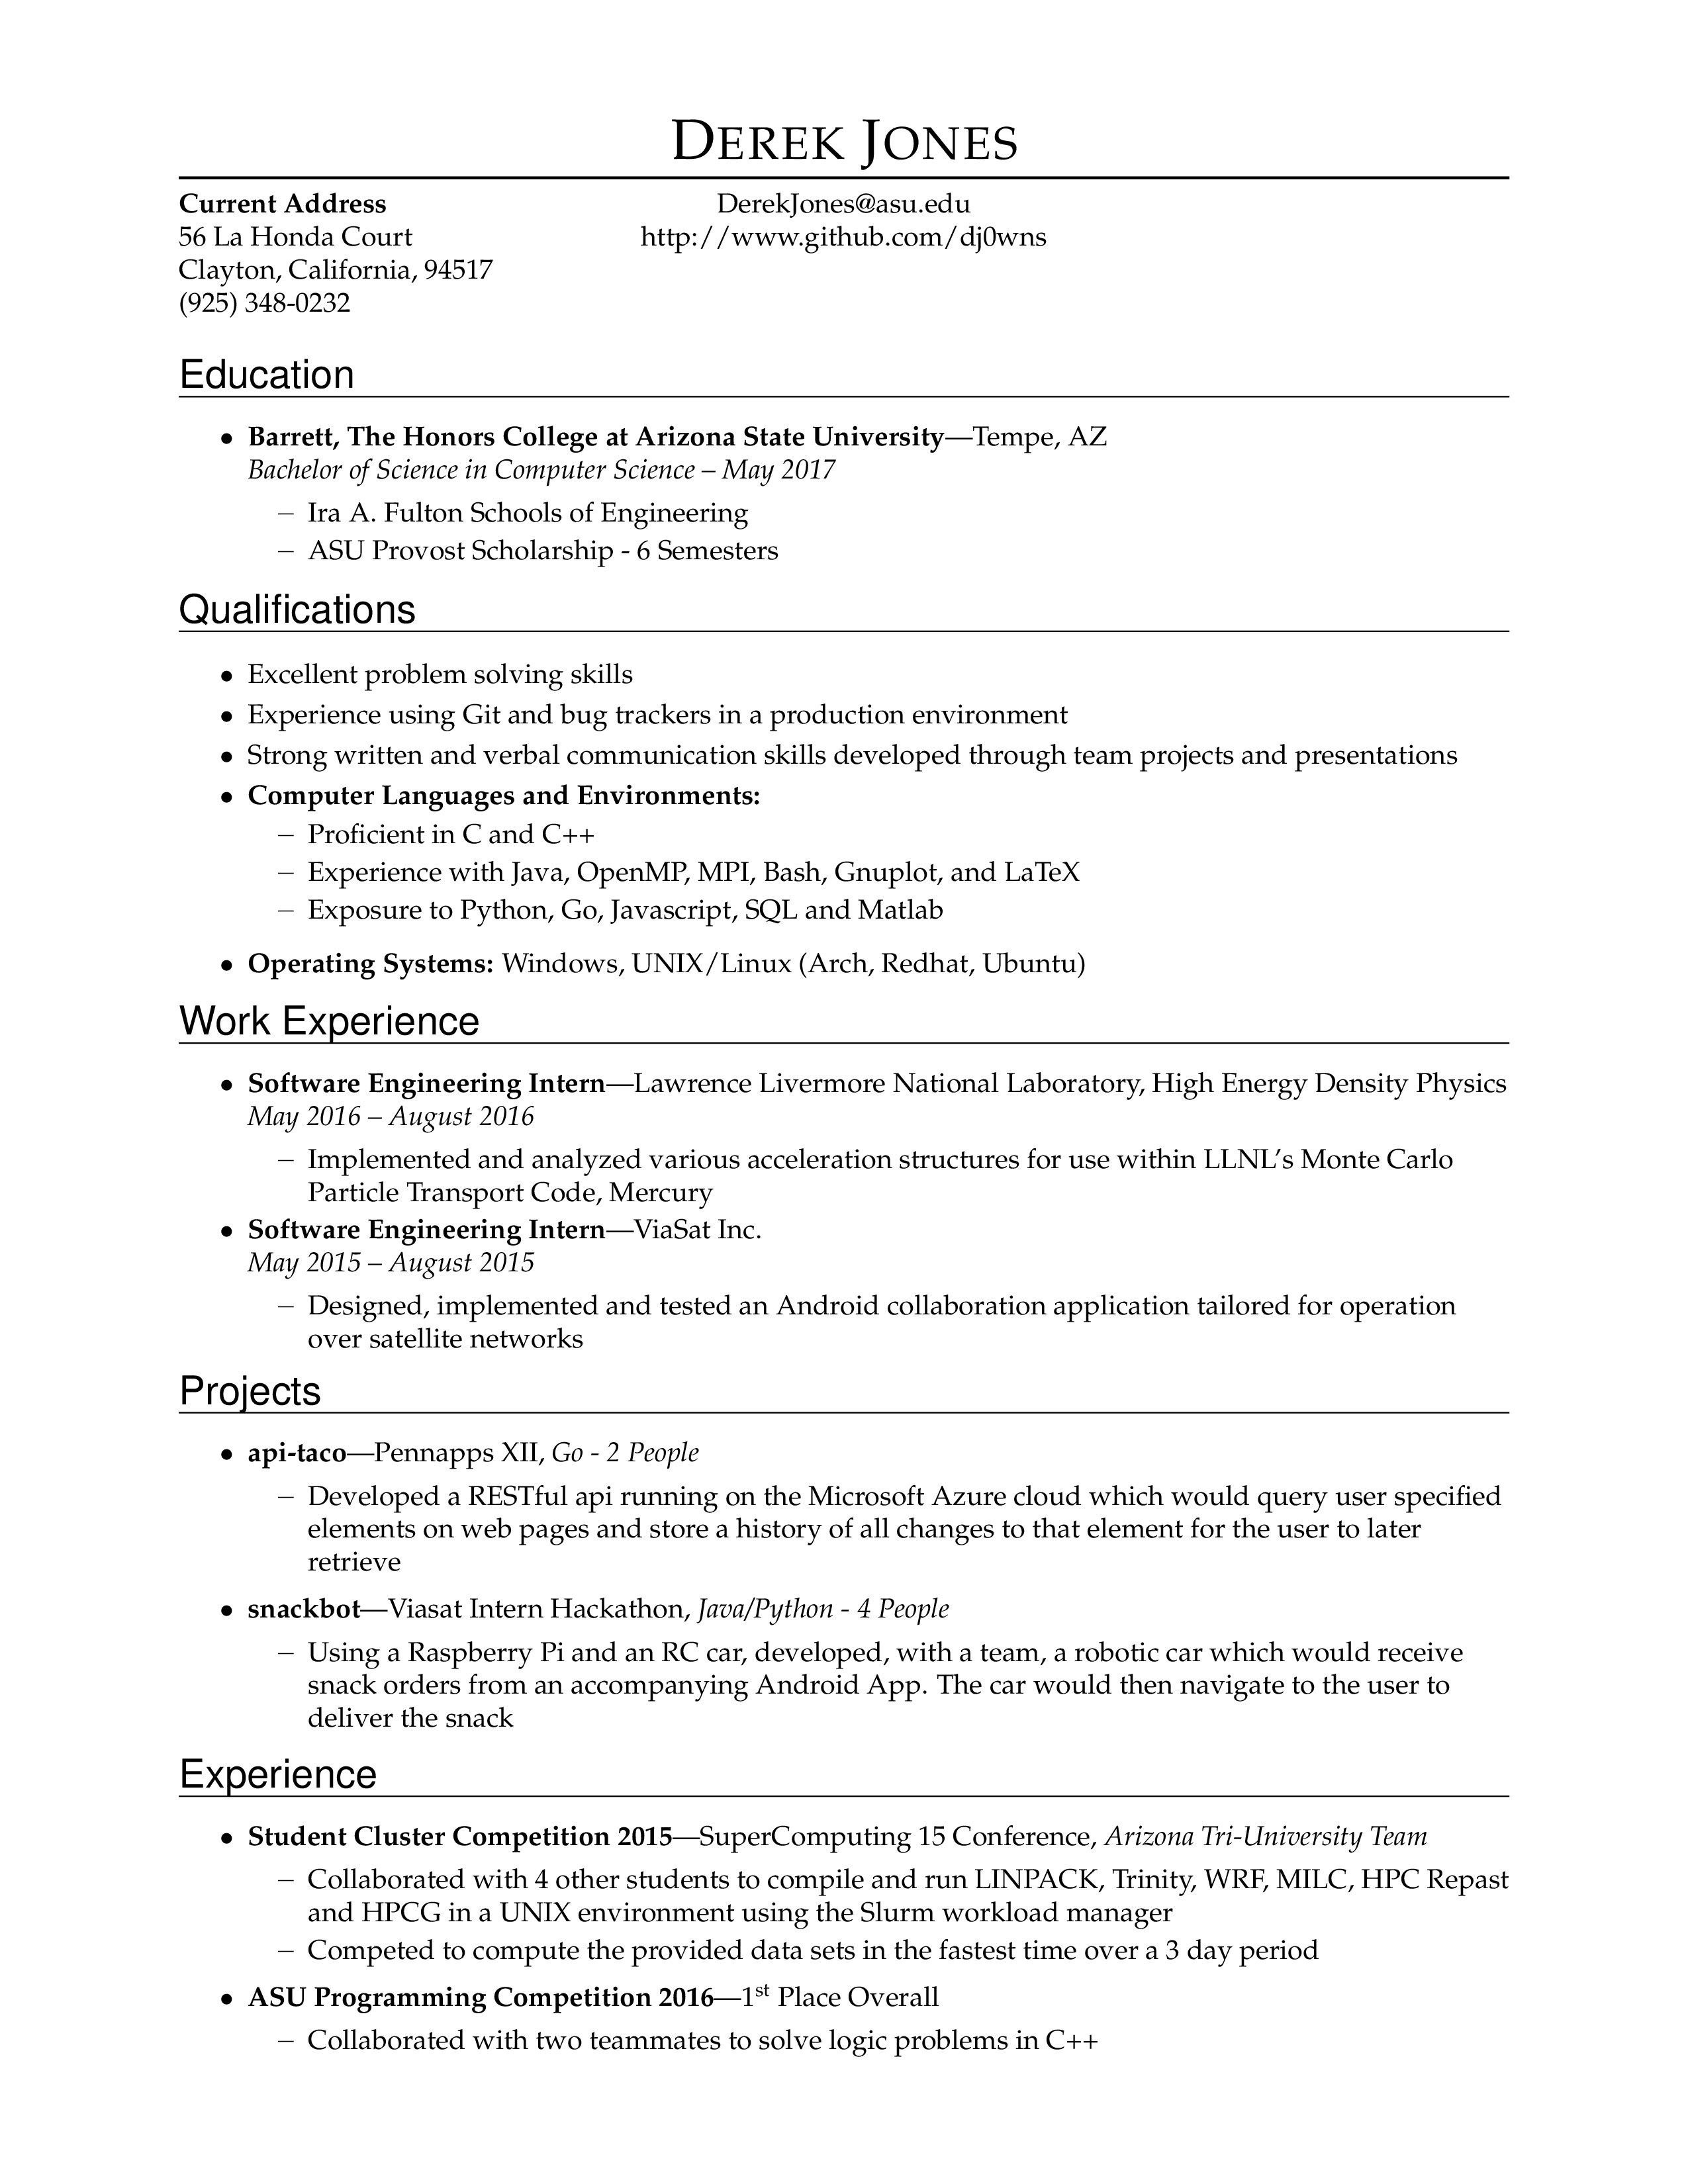 DEREK JONES
Current Address
DerekJones@asu.edu
56 La Honda Court
http://www.github.com/dj0wns
Clayton, California, 94517
(925) 348-0232
Education
• Barrett, The Honors College at Arizona State University—Tempe, AZ
Bachelor of Science in Computer Science – May 2017
– Ira A. Fulton Schools of Engineering
– ASU Provost Scholarship - 6 Semesters
Qualifications
• Excellent problem solving skills
• Experience using Git and bug trackers in a production environment
• Strong written and verbal communication skills developed through team projects and presentations
• Computer Languages and Environments:
– Proficient in C and C++
– Experience with Java, OpenMP, MPI, Bash, Gnuplot, and LaTeX
– Exposure to Python, Go, Javascript, SQL and Matlab
• Operating Systems: Windows, UNIX/Linux (Arch, Redhat, Ubuntu)
Work Experience
• Software Engineering Intern—Lawrence Livermore National Laboratory, High Energy Density Physics
May 2016 – August 2016
– Implemented and analyzed various acceleration structures for use within LLNL’s Monte Carlo
Particle Transport Code, Mercury
• Software Engineering Intern—ViaSat Inc.
May 2015 – August 2015
– Designed, implemented and tested an Android collaboration application tailored for operation
over satellite networks
Projects
• api-taco—Pennapps XII, Go - 2 People
– Developed a RESTful api running on the Microsoft Azure cloud which would query user specified
elements on web pages and store a history of all changes to that element for the user to later
retrieve
• snackbot—Viasat Intern Hackathon, Java/Python - 4 People
– Using a Raspberry Pi and an RC car, developed, with a team, a robotic car which would receive
snack orders from an accompanying Android App. The car would then navigate to the user to
deliver the snack
Experience
• Student Cluster Competition 2015—SuperComputing 15 Conference, Arizona Tri-University Team
– Collaborated with 4 other students to compile and run LINPACK, Trinity, WRF, MILC, HPC Repast
and HPCG in a UNIX environment using the Slurm workload manager
– Competed to compute the provided data sets in the fastest time over a 3 day period
• ASU Programming Competition 2016—1st Place Overall
– Collaborated with two teammates to solve logic problems in C++